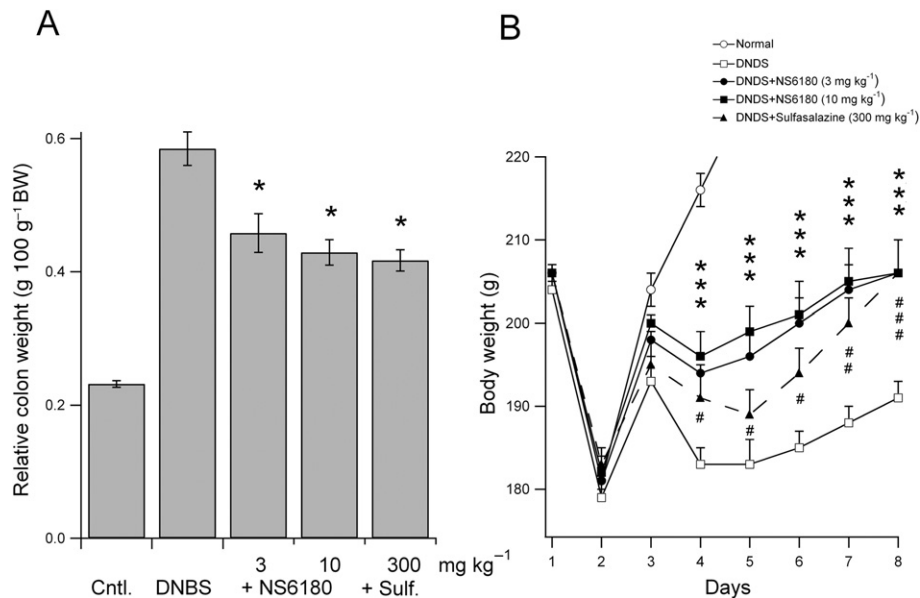 A
Relative colon weight (g 100 g⁻¹ BW)
0.6
0.4
0.2
0.0
*
*
*
3 10 300 mg kg⁻¹
Cntl. DNBS + NS6180 + Sulf.
B
Normal
DNDS
DNDS+NS6180 (3 mg kg⁻¹)
DNDS+NS6180 (10 mg kg⁻¹)
DNDS+Sulfasalazine (300 mg kg⁻¹)
Body weight (g)
220
210
200
190
180
***
***
***
***
***
#
#
#
##
###
1 2 3 4 5 6 7 8
Days